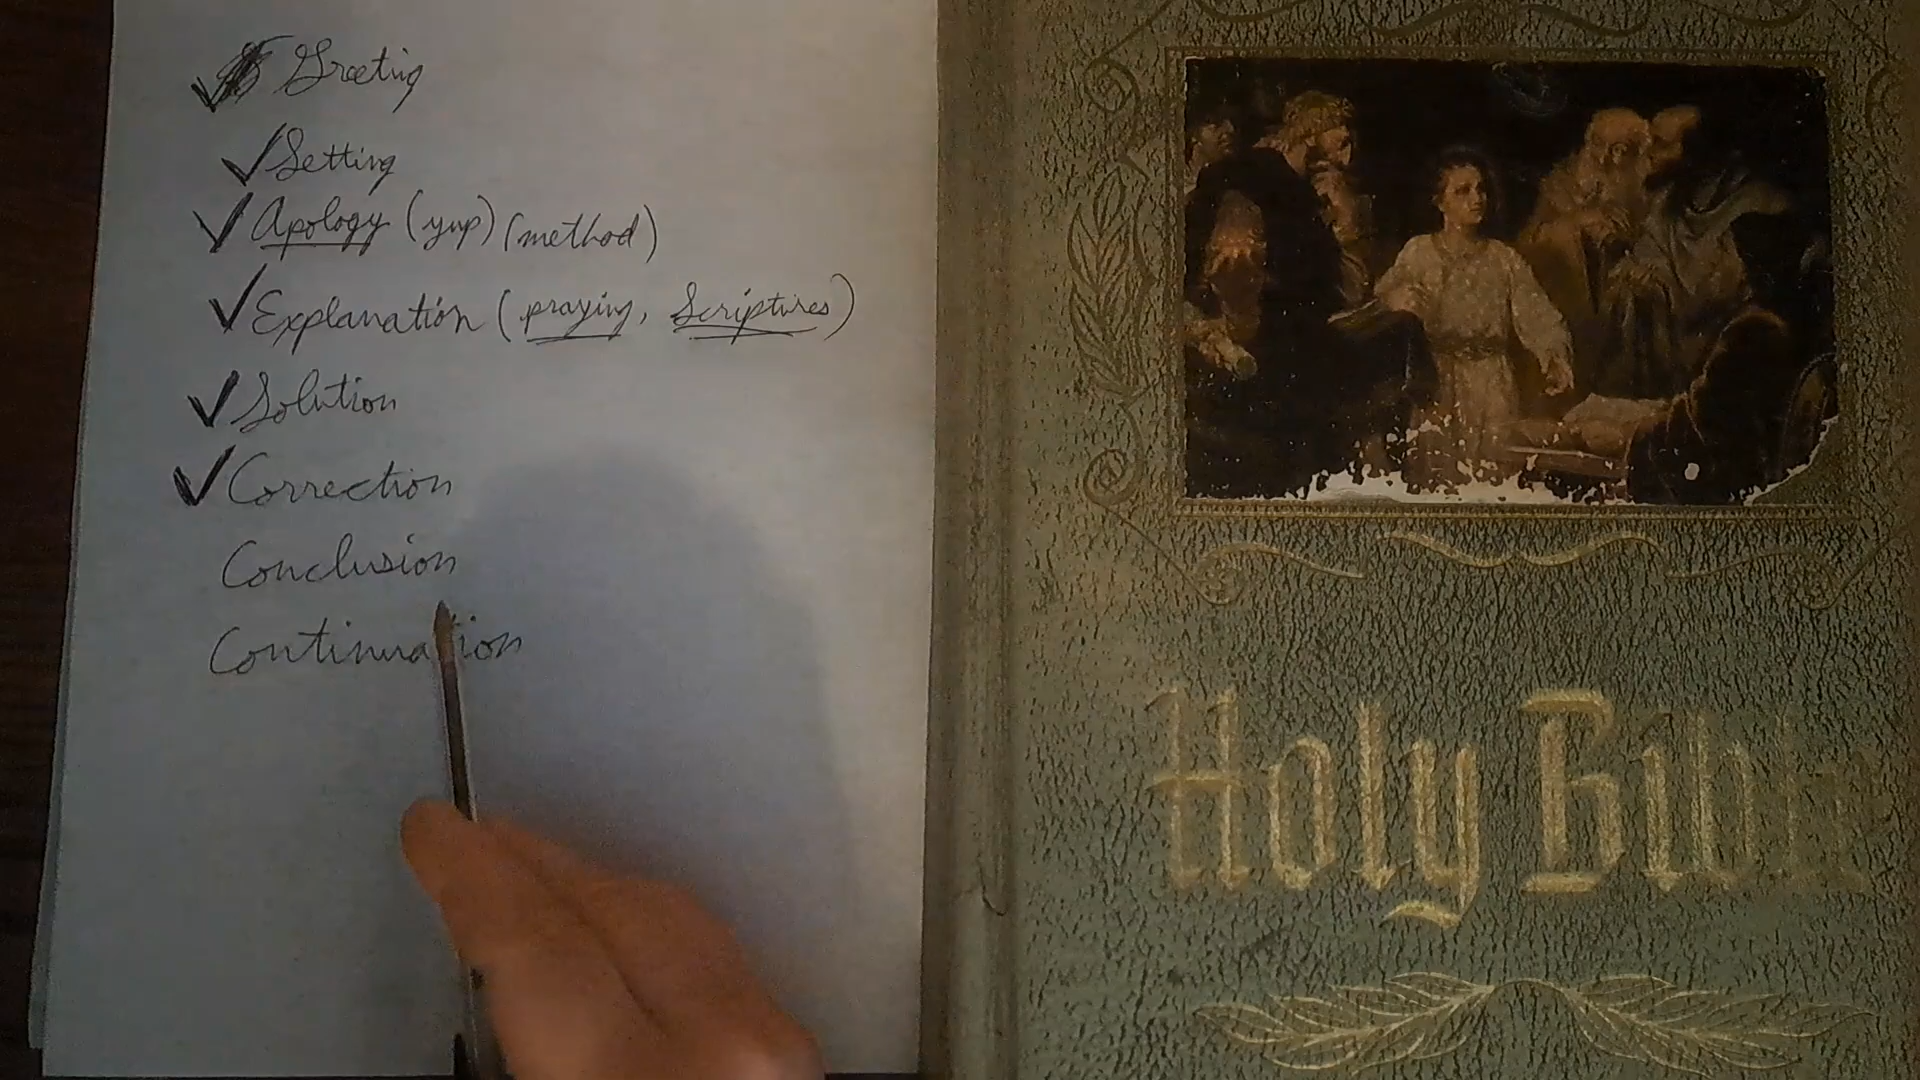 Greeting
Setting
Apology (yup) (method)
Explanation (praying, Scriptures)
Solution
Correction
Conclusion
Continuation
Holy Bible